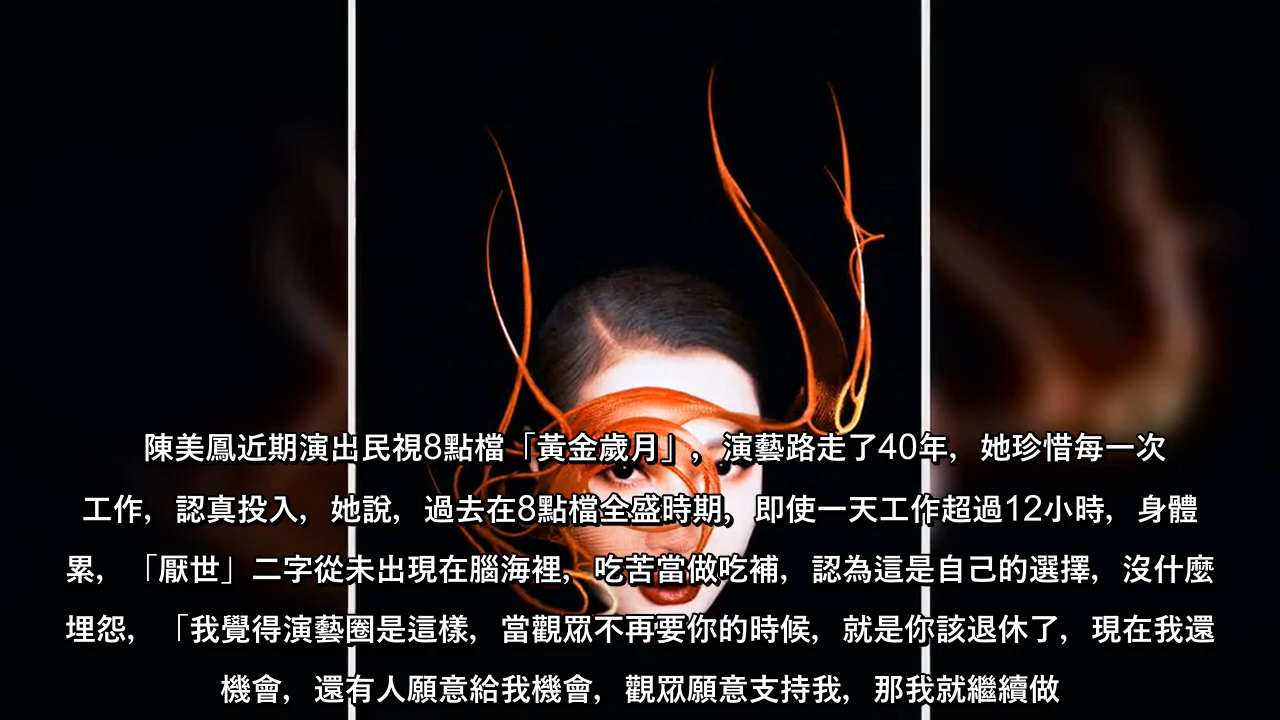 陳美鳳近期演出民視8點檔「黃金歲月」，演藝路走了40年，她珍惜每一次
工作，認真投入，她說，過去在8點檔全盛時期，即使一天工作超過12小時，身體
累，「厭世」二字從未出現在腦海裡，吃苦當做吃補，認為這是自己的選擇，沒什麼
埋怨，「我覺得演藝圈是這樣，當觀眾不再要你的時候，就是你該退休了，現在我還
機會，還有人願意給我機會，觀眾願意支持我，那我就繼續做